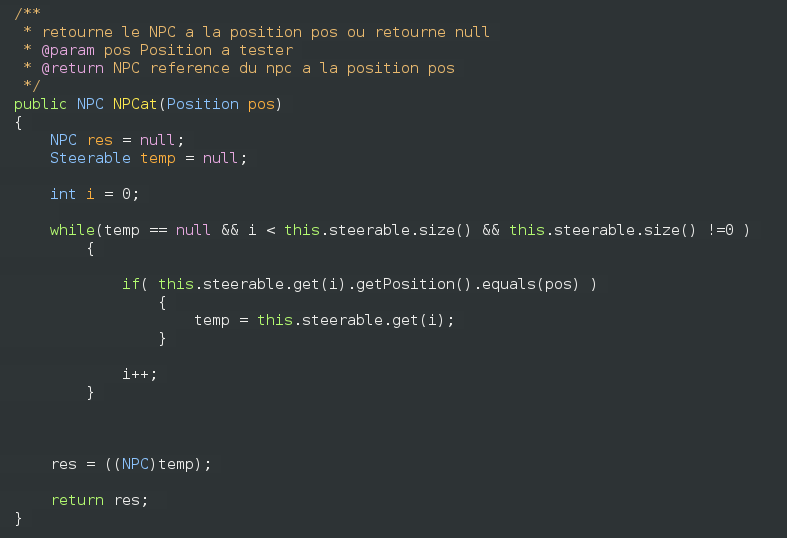 /**
 * retourne le NPC a la position pos ou retourne null
 * @param pos Position a tester
 * @return NPC reference du npc a la position pos
 */
public NPC NPCat(Position pos)
{
    NPC res = null;
    Steerable temp = null;

    int i = 0;

    while(temp == null && i < this.steerable.size() && this.steerable.size() !=0 )
        {

            if( this.steerable.get(i).getPosition().equals(pos) )
                {
                    temp = this.steerable.get(i);
                }

            i++;
        }



    res = ((NPC)temp);

    return res;
}